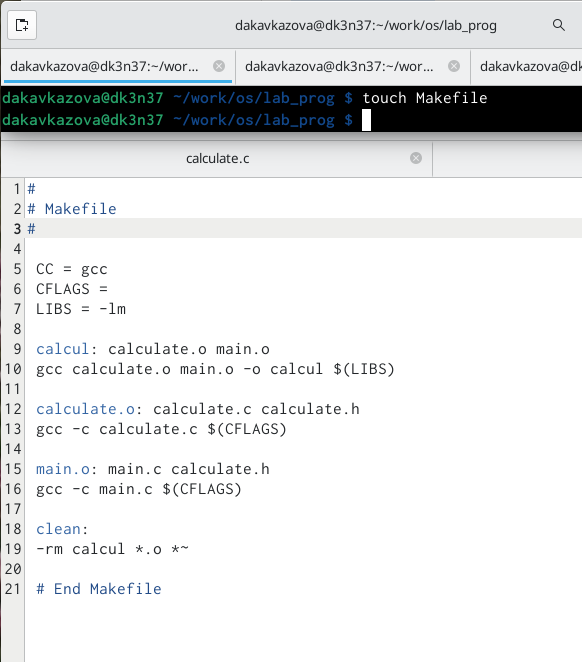 dakavkazova@dk3n37:~/work/os/lab_prog
dakavkazova@dk3n37:~/wor... dakavkazova@dk3n37:~/wor... dakavkazova@dk
dakavkazova@dk3n37 ~/work/os/lab_prog $ touch Makefile
dakavkazova@dk3n37 ~/work/os/lab_prog $
calculate.c
1 #
2 # Makefile
3 #
4
5 CC = gcc
6 CFLAGS =
7 LIBS = -lm
8
9 calcul: calculate.o main.o
10 gcc calculate.o main.o -o calcul $(LIBS)
11
12 calculate.o: calculate.c calculate.h
13 gcc -c calculate.c $(CFLAGS)
14
15 main.o: main.c calculate.h
16 gcc -c main.c $(CFLAGS)
17
18 clean:
19 -rm calcul *.o *~
20
21 # End Makefile